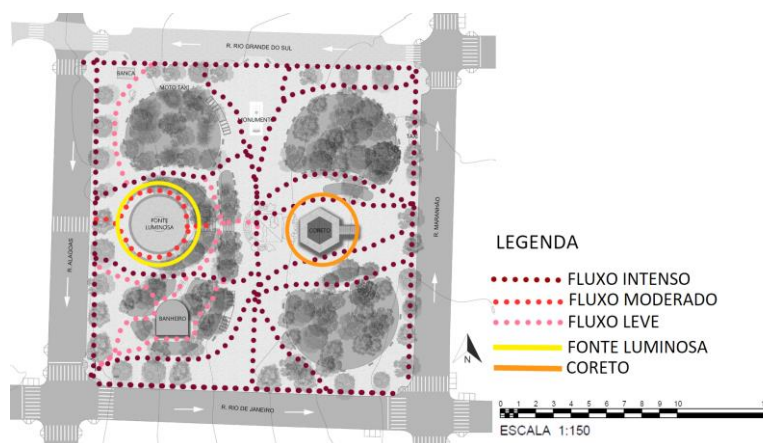 R. RIO GRANDE DO SUL
BANCA
MOTO TAXI
MONUMENTO
TAXI
R. ALAGOAS
FONTE
LUMINOSA
CORETO
R. MARANHÃO
BANHEIRO
R. RIO DE JANEIRO
LEGENDA
FLUXO INTENSO
FLUXO MODERADO
FLUXO LEVE
FONTE LUMINOSA
CORETO
N
0 1 2 3 4 5 6 7 8 9 10
ESCALA 1:150